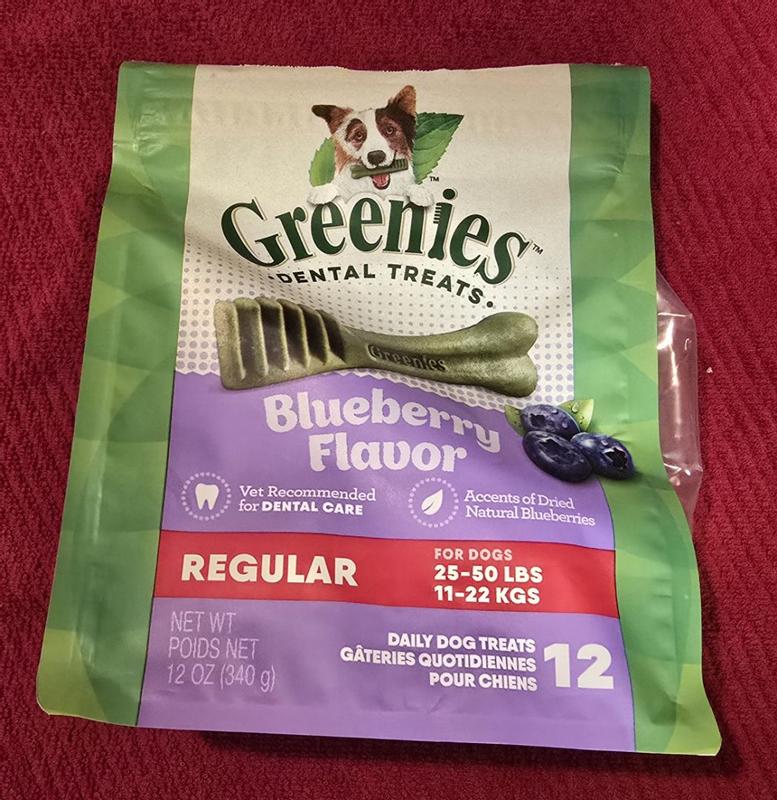 Greenies™
DENTAL TREATS
Greenies
Blueberry
Flavor
Vet Recommended
for DENTAL CARE
Accents of Dried
Natural Blueberries
REGULAR
FOR DOGS
25-50 LBS
11-22 KGS
NET WT
POIDS NET
12 OZ (340 g)
DAILY DOG TREATS
GÂTERIES QUOTIDIENNES
POUR CHIENS
12